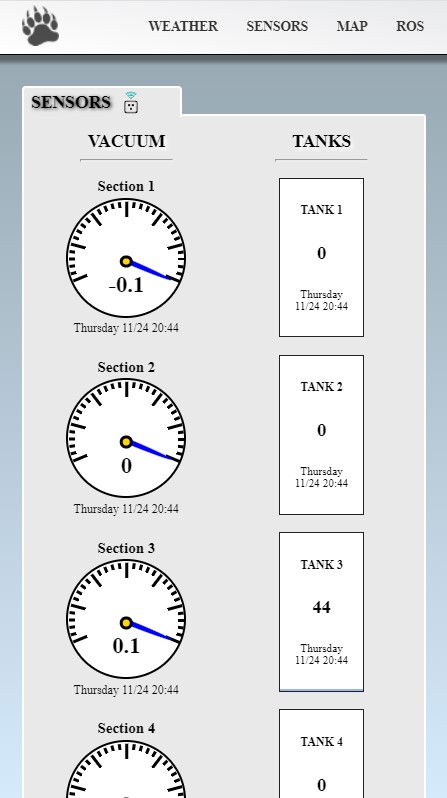 WEATHER SENSORS MAP ROS
SENSORS
VACUUM
TANKS
Section 1
-0.1
Thursday 11/24 20:44
TANK 1
0
Thursday
11/24 20:44
Section 2
0
Thursday 11/24 20:44
TANK 2
0
Thursday
11/24 20:44
Section 3
0.1
Thursday 11/24 20:44
TANK 3
44
Thursday
11/24 20:44
Section 4
TANK 4
0